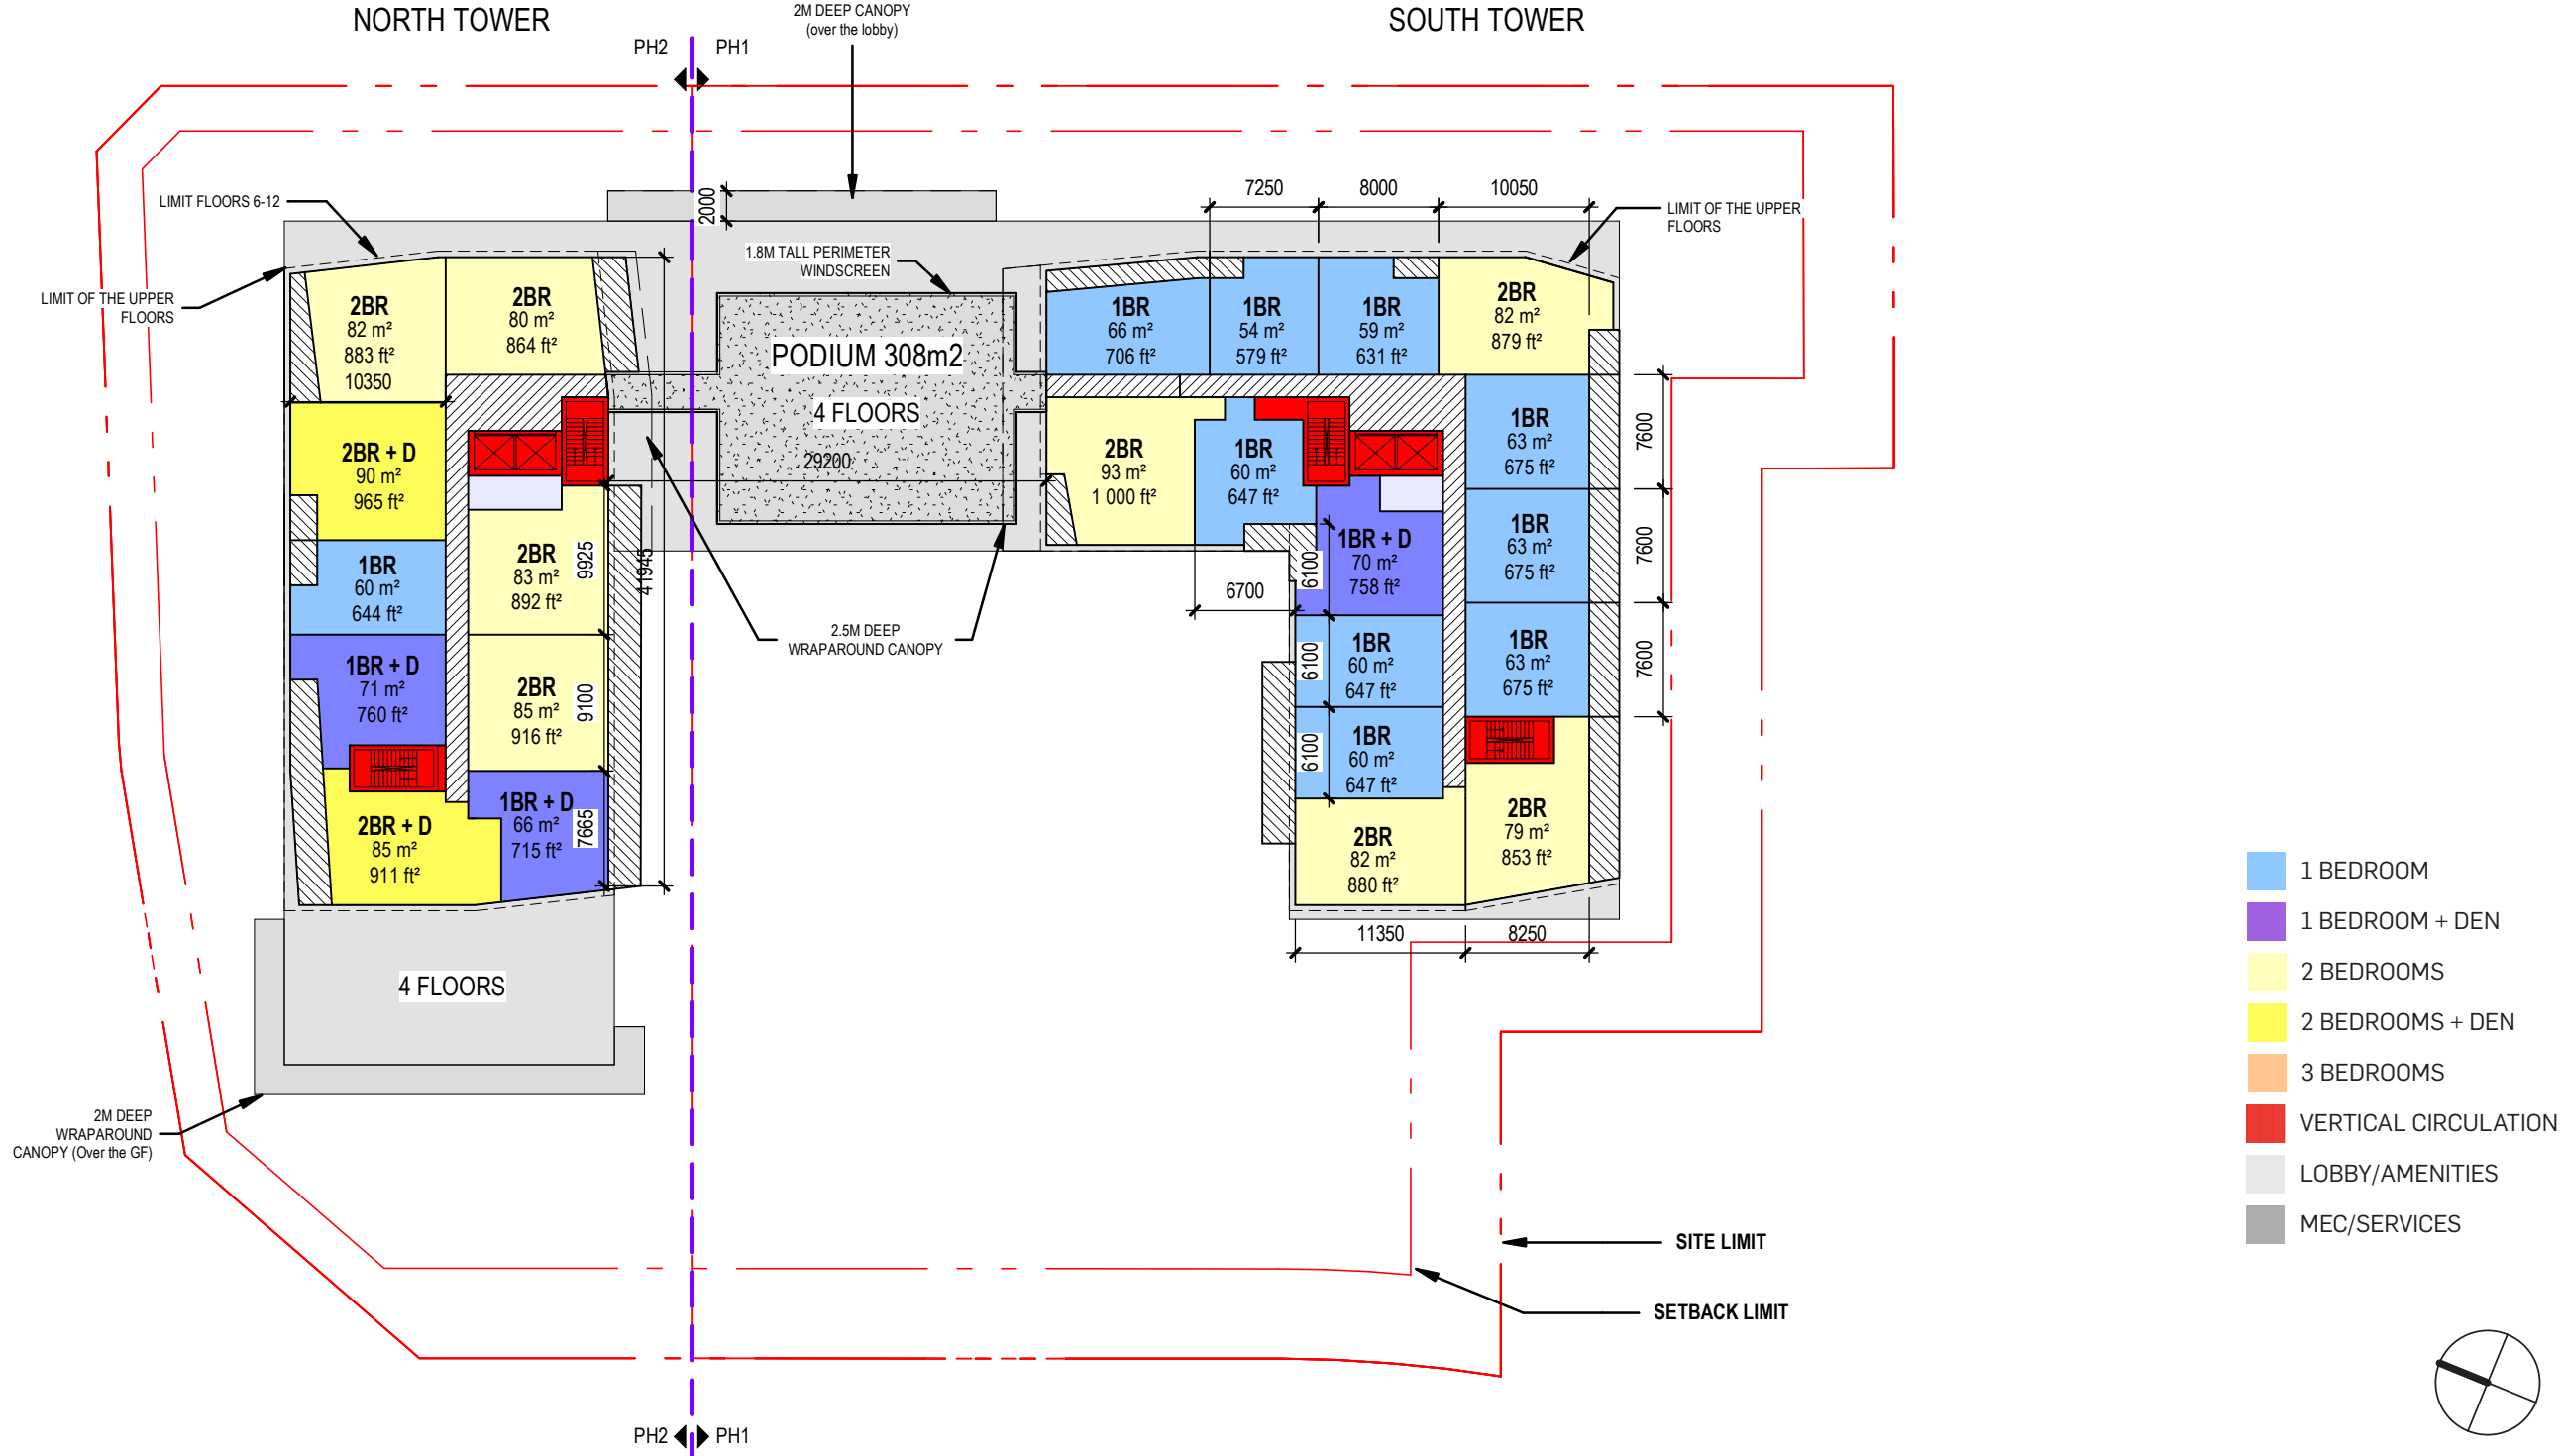 NORTH TOWER
2M DEEP CANOPY
(over the lobby)
SOUTH TOWER
PH2
PH1
LIMIT FLOORS 6-12
2000
7250
8000
10050
LIMIT OF THE UPPER
FLOORS
1.8M TALL PERIMETER
WINDSCREEN
LIMIT OF THE UPPER
FLOORS
2BR
82 m²
883 ft²
10350
2BR
80 m²
864 ft²
PODIUM 308m2
4 FLOORS
29200
1BR
66 m²
706 ft²
1BR
54 m²
579 ft²
1BR
59 m²
631 ft²
2BR
82 m²
879 ft²
2BR + D
90 m²
965 ft²
2BR
93 m²
1 000 ft²
1BR
60 m²
647 ft²
1BR
63 m²
675 ft²
7600
1BR
60 m²
644 ft²
2BR
83 m²
892 ft²
9925
41945
1BR + D
70 m²
758 ft²
6100
6700
1BR
63 m²
675 ft²
7600
2.5M DEEP
WRAPAROUND CANOPY
1BR + D
71 m²
760 ft²
2BR
85 m²
916 ft²
9100
1BR
60 m²
647 ft²
6100
1BR
63 m²
675 ft²
7600
1BR
60 m²
647 ft²
6100
2BR + D
85 m²
911 ft²
1BR + D
66 m²
715 ft²
7665
2BR
82 m²
880 ft²
2BR
79 m²
853 ft²
11350
8250
4 FLOORS
2M DEEP
WRAPAROUND
CANOPY (Over the GF)
SITE LIMIT
SETBACK LIMIT
PH2
PH1
1 BEDROOM
1 BEDROOM + DEN
2 BEDROOMS
2 BEDROOMS + DEN
3 BEDROOMS
VERTICAL CIRCULATION
LOBBY/AMENITIES
MEC/SERVICES